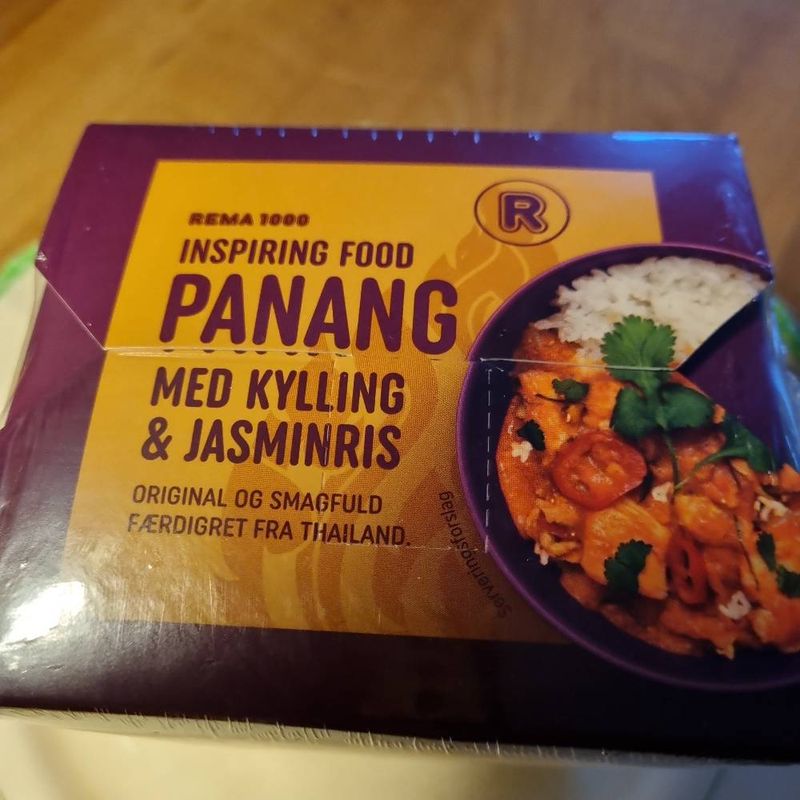 REMA 1000
R
INSPIRING FOOD
PANANG
MED KYLLING
& JASMINRIS
ORIGINAL OG SMAGFULD
FÆRDIGRET FRA THAILAND.
Serveringsforslag